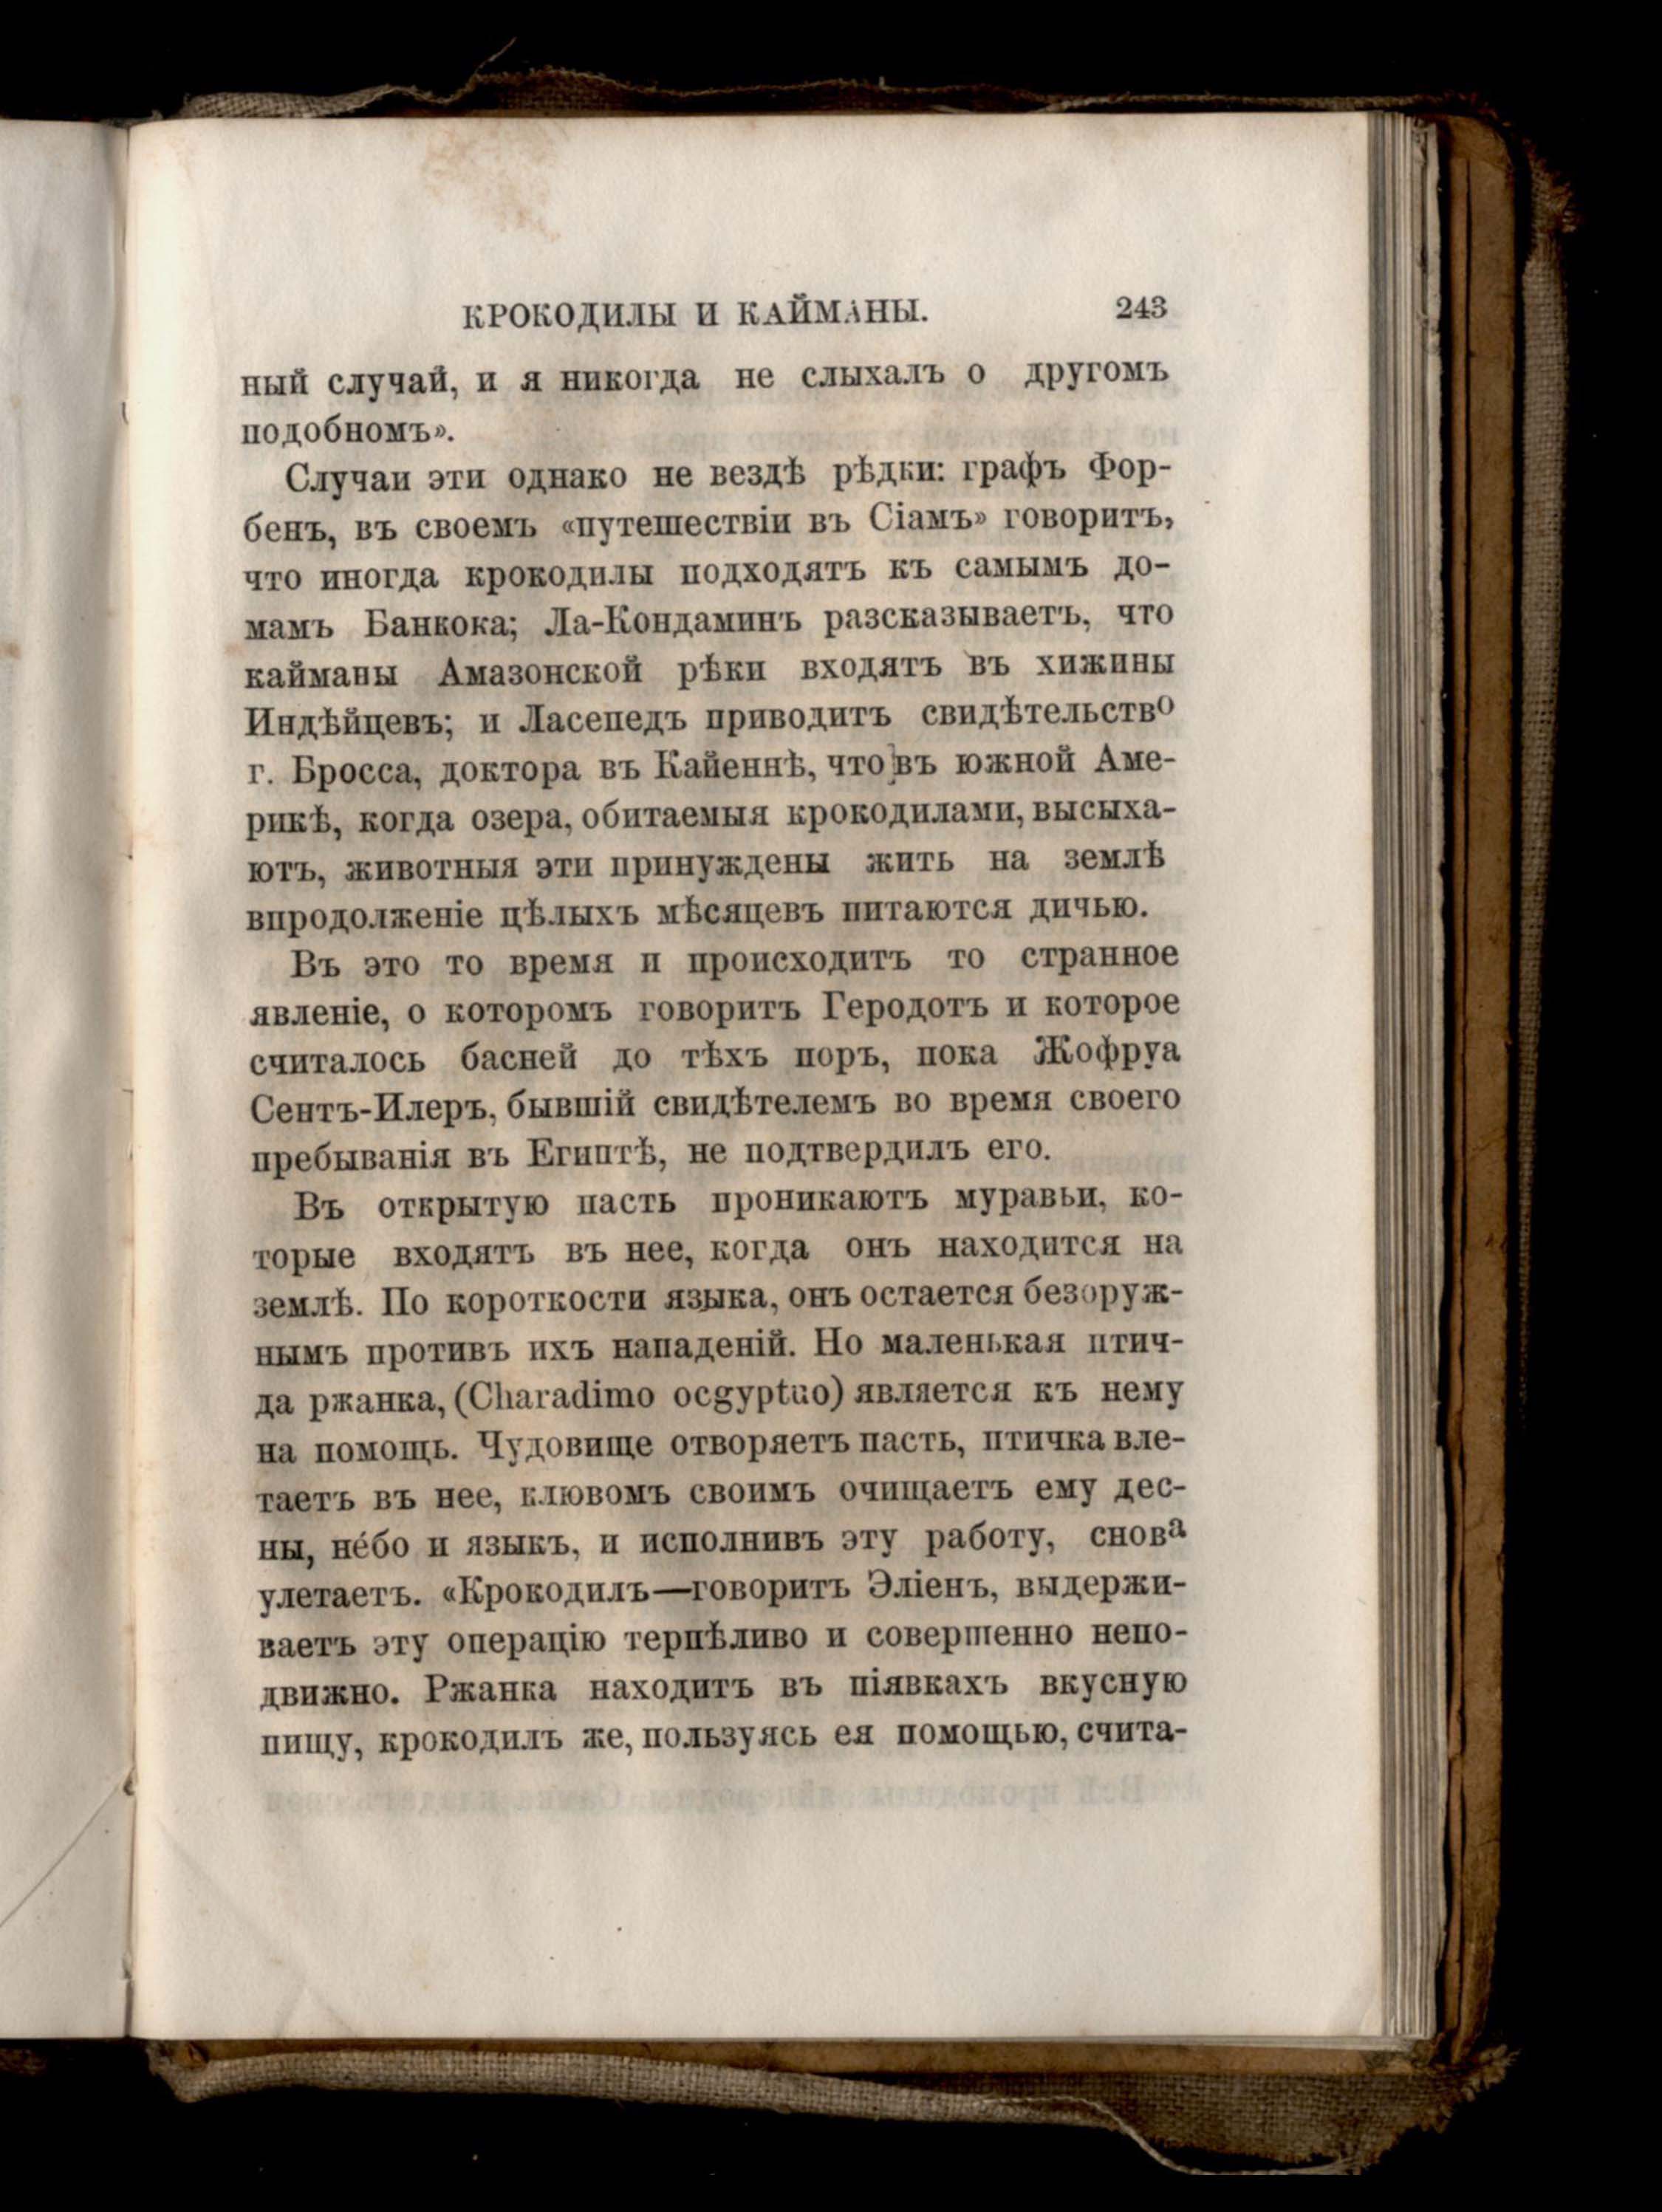 КРОКОДИЛЫ И КАЙМАНЫ. 243
ный случай, и я никогда не слыхалъ о другомъ
подобномъ».
Случаи эти однако не вездѣ рѣдки: графъ Фор-
бенъ, въ своемъ «путешествіи въ Сіамъ» говоритъ,
что иногда крокодилы подходятъ къ самымъ до-
мамъ Банкока; Ла-Кондаминъ разсказываетъ, что
кайманы Амазонской рѣки входятъ въ хижины
Индѣйцевъ; и Ласепедъ приводитъ свидѣтельство
г. Бросса, доктора въ Кайеннѣ, что въ южной Аме-
рикѣ, когда озера, обитаемыя крокодилами, высыха-
ютъ, животныя эти принуждены жить на землѣ
впродолженіе цѣлыхъ мѣсяцевъ питаются дичью.
Въ это то время и происходитъ то странное
явленіе, о которомъ говоритъ Геродотъ и которое
считалось басней до тѣхъ поръ, пока Жофруа
Сентъ-Илеръ, бывшій свидѣтелемъ во время своего
пребыванія въ Египтѣ, не подтвердилъ его.
Въ открытую пасть проникаютъ муравьи, ко-
торые входятъ въ нее, когда онъ находится на
землѣ. По короткости языка, онъ остается безоруж-
нымъ противъ ихъ нападеній. Но маленькая птич-
да ржанка, (Charadimo ocgyptuo) является къ нему
на помощь. Чудовище отворяетъ пасть, птичка вле-
таетъ въ нее, клювомъ своимъ очищаетъ ему дес-
ны, не́бо и языкъ, и исполнивъ эту работу, снова
улетаетъ. «Крокодилъ—говоритъ Эліенъ, выдержи-
ваетъ эту операцію терпѣливо и совершенно непо-
движно. Ржанка находитъ въ піявкахъ вкусную
пищу, крокодилъ же, пользуясь ея помощью, счита-